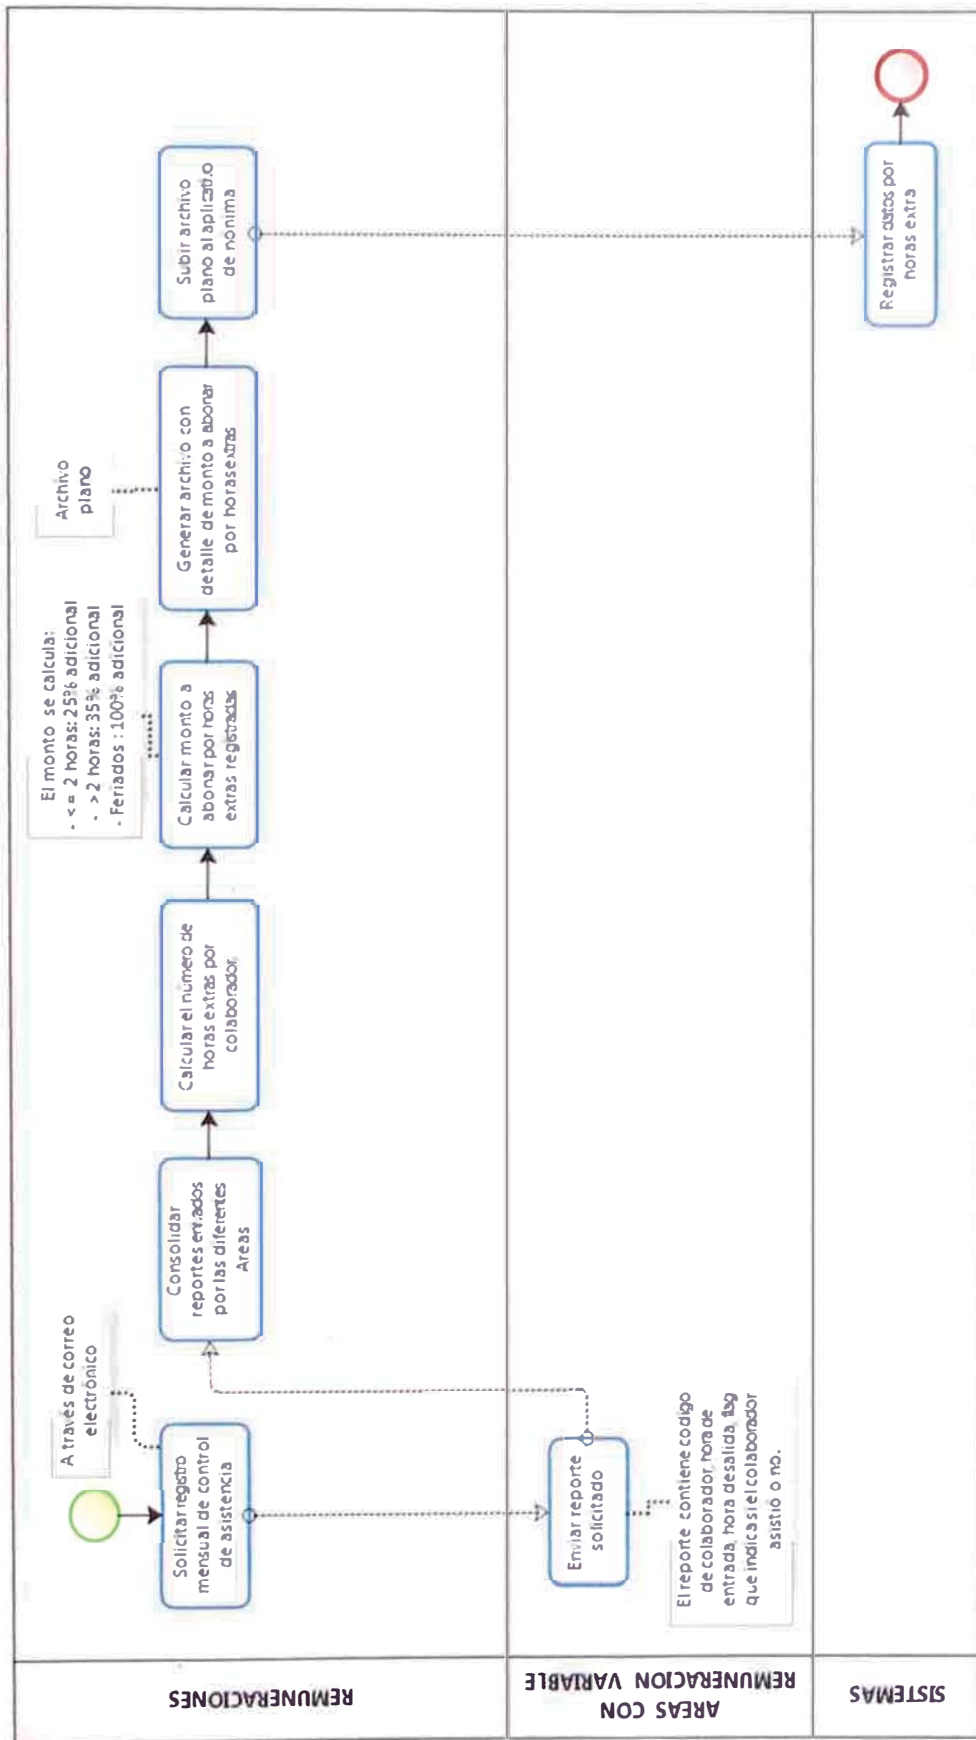 REMUNERACIONES
A través de correo
electrónico
Solicitar registro
mensual de control
de asistencia
Consolidar
reportes enviados
por las diferentes
Areas
Calcular el número de
horas extras por
colaborador
El monto se calcula:
- <= 2 horas: 25% adicional
- > 2 horas: 35% adicional
- Feriados : 100% adicional
Calcular monto a
abonar por horas
extras registradas
Archivo
plano
Generar archivo con
detalle de monto a abonar
por horas extras
Subir archivo
plano al aplicativo
de nómina
AREAS CON
REMUNERACION VARIABLE
Enviar reporte
solicitado
El reporte contiene codigo
de colaborador, hora de
entrada, hora de salida, flag
que indica si el colaborador
asistió o no.
SISTEMAS
Registrar datos por
horas extra